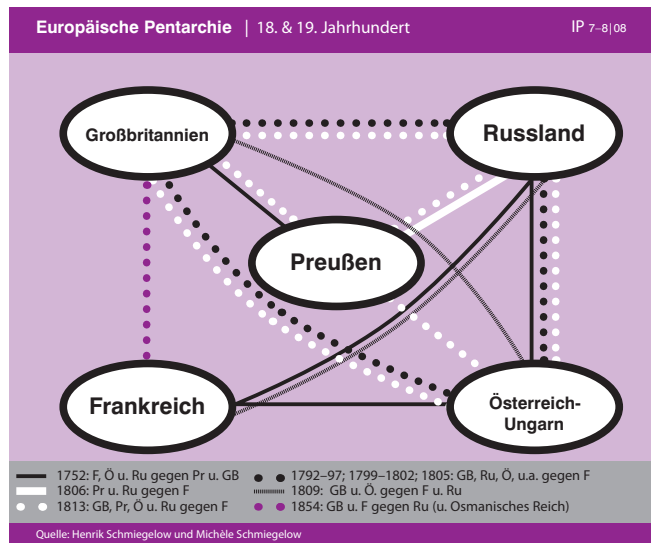 Europäische Pentarchie | 18. & 19. Jahrhundert IP 7–8|08
Großbritannien
Russland
Preußen
Frankreich
Österreich-
Ungarn
1752: F, Ö u. Ru gegen Pr u. GB
1806: Pr u. Ru gegen F
1813: GB, Pr, Ö u. Ru gegen F
1792–97; 1799–1802; 1805: GB, Ru, Ö, u.a. gegen F
1809: GB u. Ö. gegen F u. Ru
1854: GB u. F gegen Ru (u. Osmanisches Reich)
Quelle: Henrik Schmiegelow und Michèle Schmiegelow